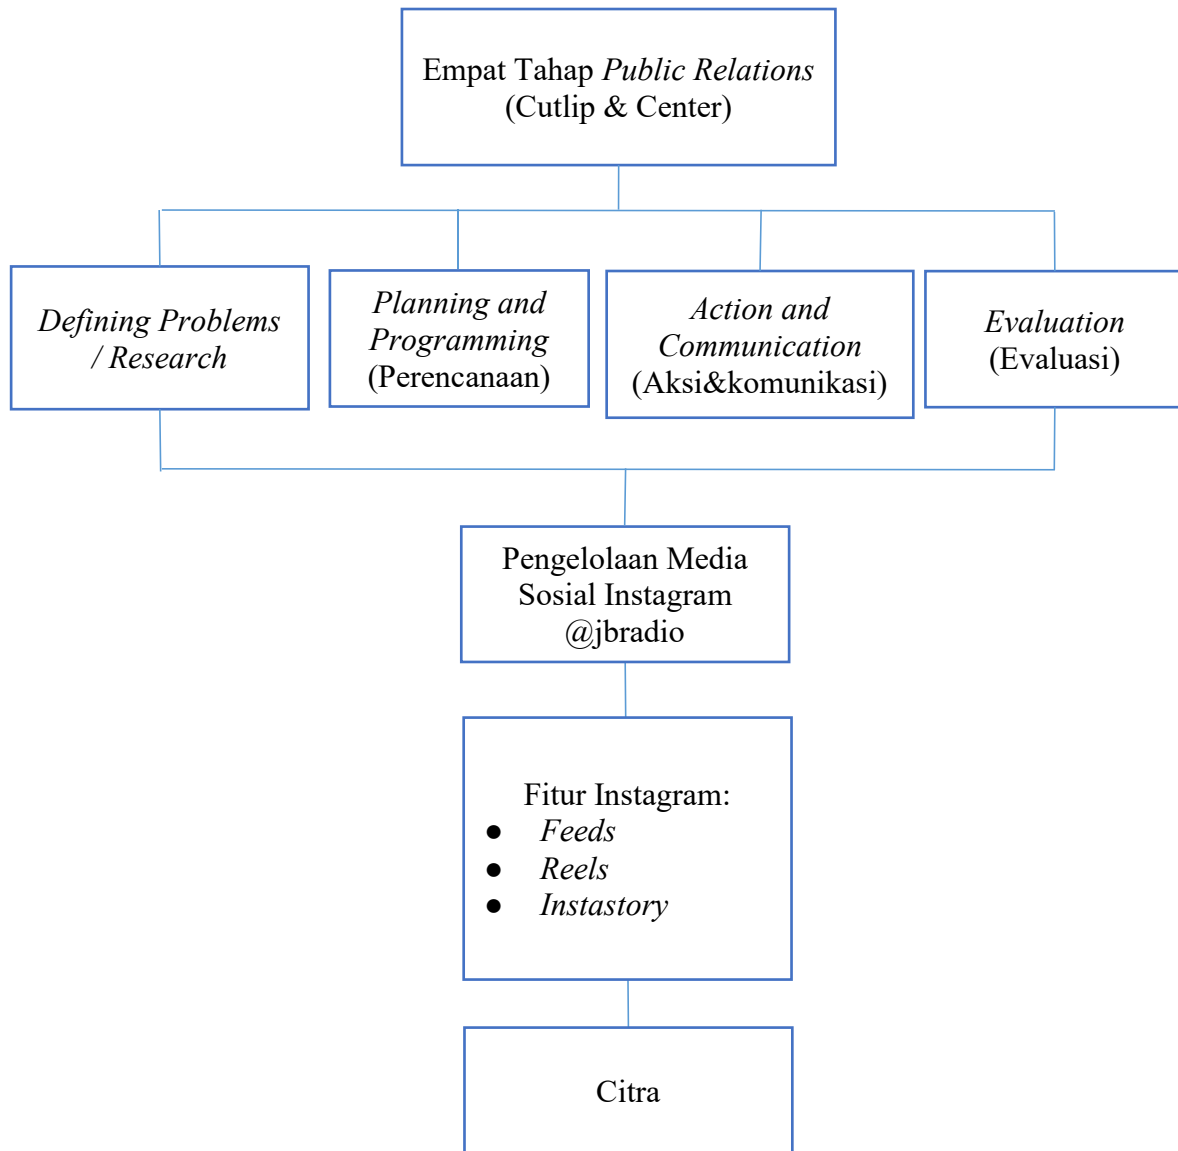 Empat Tahap Public Relations
(Cutlip & Center)
Defining Problems
/ Research
Planning and
Programming
(Perencanaan)
Action and
Communication
(Aksi&komunikasi)
Evaluation
(Evaluasi)
Pengelolaan Media
Sosial Instagram
@jbradio
Fitur Instagram:
● Feeds
● Reels
● Instastory
Citra